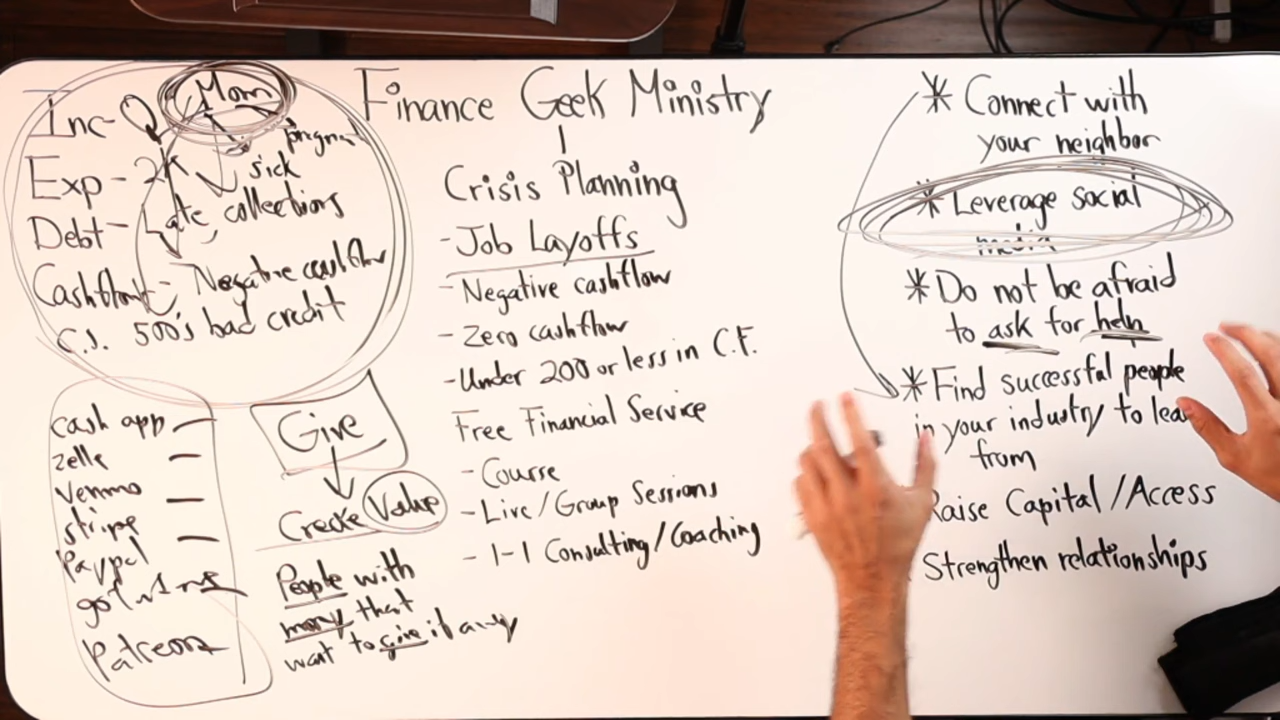 Finance Geek Ministry
Inc - 0
Mom
pregnant
Exp - 2K
sick
Debt - Late, collections
Cashflow - Negative cashflow
C.S. 500's bad credit
cash app -
zelle -
venmo -
stripe -
Paypal
Patreon
Give
Create Value
People with
money that
want to give it away
Crisis Planning
- Job Layoffs
- Negative cashflow
- Zero cashflow
- Under 200 or less in C.F.
Free Financial Service
- Course
- Live/Group Sessions
- 1-1 Consulting/Coaching
* Connect with
your neighbor
* Leverage social
media
* Do not be afraid
to ask for help
* Find successful people
in your industry to lea
from
Raise Capital/Access
Strengthen relationships